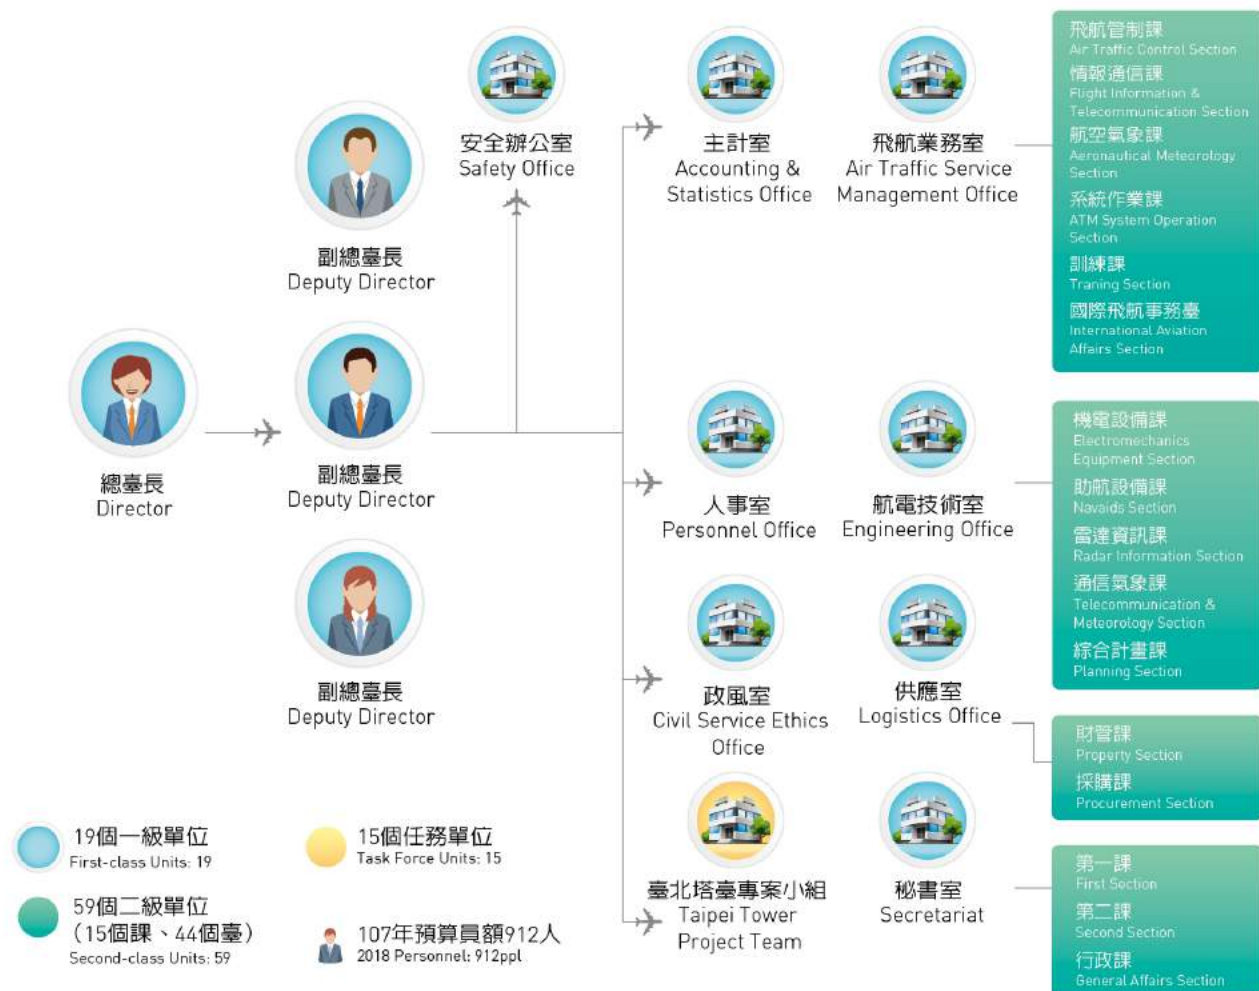 安全辦公室
Safety Office
主計室
Accounting &
Statistics Office
飛航業務室
Air Traffic Service
Management Office
飛航管制課
Air Traffic Control Section
情報通信課
Flight Information &
Telecommunication Section
航空氣象課
Aeronautical Meteorology
Section
系統作業課
ATM System Operation
Section
訓練課
Traning Section
國際飛航事務臺
International Aviation
Affairs Section
副總臺長
Deputy Director
總臺長
Director
副總臺長
Deputy Director
副總臺長
Deputy Director
人事室
Personnel Office
航電技術室
Engineering Office
機電設備課
Electromechanics
Equipment Section
助航設備課
Navaids Section
雷達資訊課
Radar Information Section
通信氣象課
Telecommunication &
Meteorology Section
綜合計畫課
Planning Section
政風室
Civil Service Ethics
Office
供應室
Logistics Office
財管課
Property Section
採購課
Procurement Section
臺北塔臺專案小組
Taipei Tower
Project Team
秘書室
Secretariat
第一課
First Section
第二課
Second Section
行政課
General Affairs Section
19個一級單位
First-class Units: 19
15個任務單位
Task Force Units: 15
59個二級單位
(15個課、44個臺)
Second-class Units: 59
107年預算員額912人
2018 Personnel: 912ppl